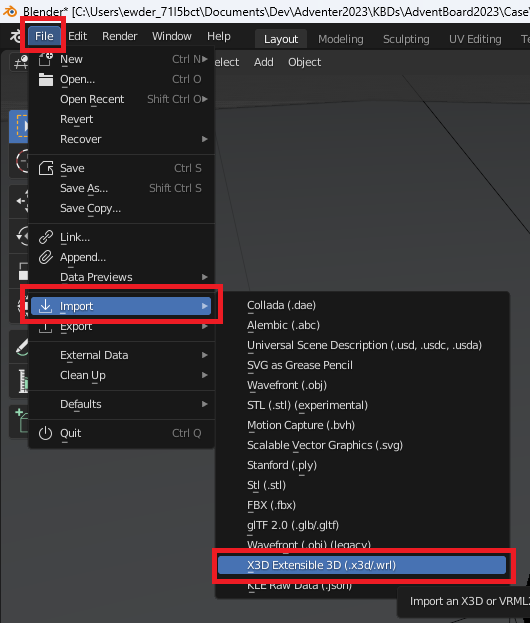 Blender* [C:\Users\ewder_71l5bct\Documents\Dev\Adventer2023\KBDs\AdventBoard2023\Case\
File Edit Render Window Help Layout Modeling Sculpting UV Editing
elect Add Object
New Ctrl N
Open... Ctrl O
Open Recent Shift Ctrl O
Revert
Recover
Save Ctrl S
Save As... Shift Ctrl S
Save Copy...
Link...
Append...
Data Previews
Import
Export
External Data
Clean Up
Defaults
Quit Ctrl Q
Collada (.dae)
Alembic (.abc)
Universal Scene Description (.usd, .usdc, .usda)
SVG as Grease Pencil
Wavefront (.obj)
STL (.stl) (experimental)
Motion Capture (.bvh)
Scalable Vector Graphics (.svg)
Stanford (.ply)
Stl (.stl)
FBX (.fbx)
glTF 2.0 (.glb/.gltf)
Wavefront (.obj) (legacy)
X3D Extensible 3D (.x3d/.wrl)
KLE Raw Data (.json)
Import an X3D or VRML